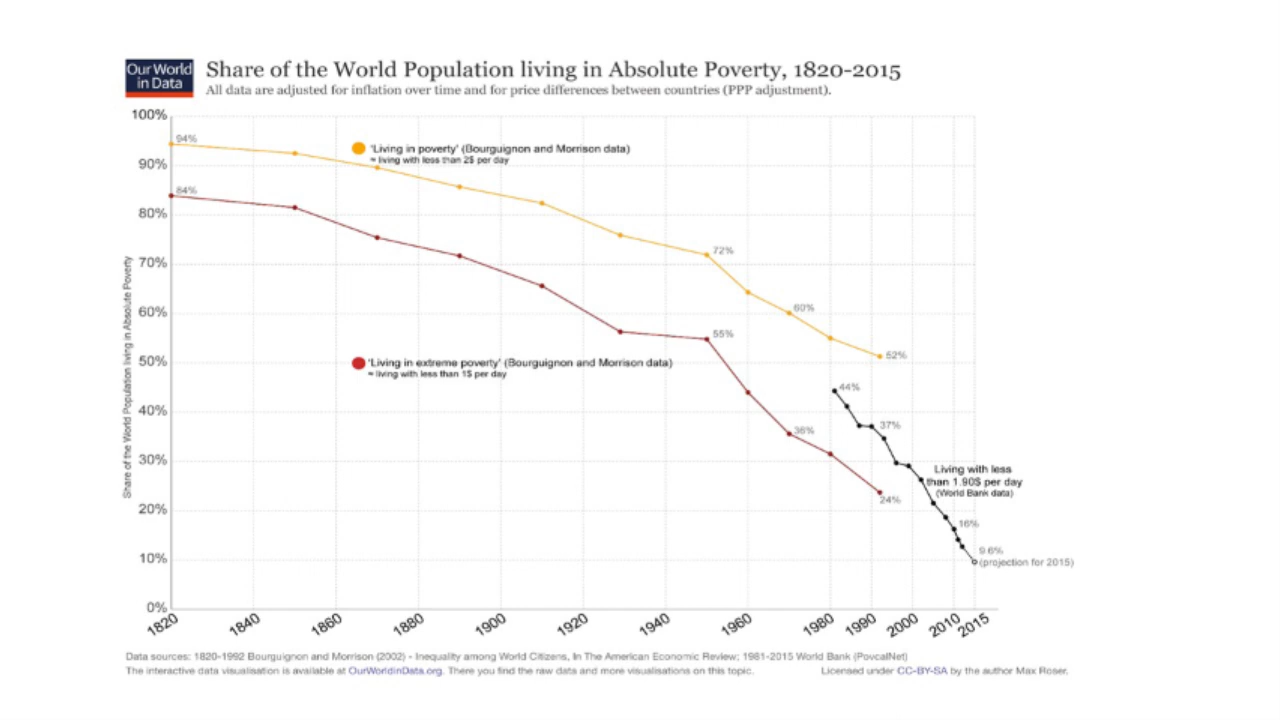 Our World
in Data
Share of the World Population living in Absolute Poverty, 1820-2015
All data are adjusted for inflation over time and for price differences between countries (PPP adjustment).
100%
90%
80%
70%
60%
50%
40%
30%
20%
10%
0%
Share of the World Population living in Absolute Poverty
94%
84%
'Living in poverty' (Bourguignon and Morrison data)
= living with less than 2$ per day
72%
60%
52%
55%
'Living in extreme poverty' (Bourguignon and Morrison data)
= living with less than 1$ per day
44%
37%
36%
24%
Living with less
than 1.90$ per day
(World Bank data)
16%
9.6%
(projection for 2015)
1820
1840
1860
1880
1900
1920
1940
1960
1980
1990
2000
2010
2015
Data sources: 1820-1992 Bourguignon and Morrison (2002) - Inequality among World Citizens, In The American Economic Review; 1981-2015 World Bank (PovcalNet)
The interactive data visualisation is available at OurWorldinData.org. There you find the raw data and more visualisations on this topic.
Licensed under CC-BY-SA by the author Max Roser.